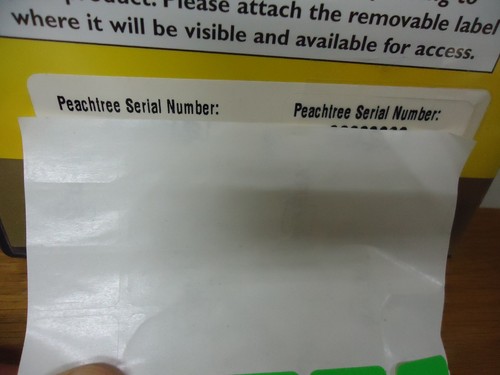 product. Please attach the removable label
where it will be visible and available for access.
Peachtree Serial Number:
Peachtree Serial Number: